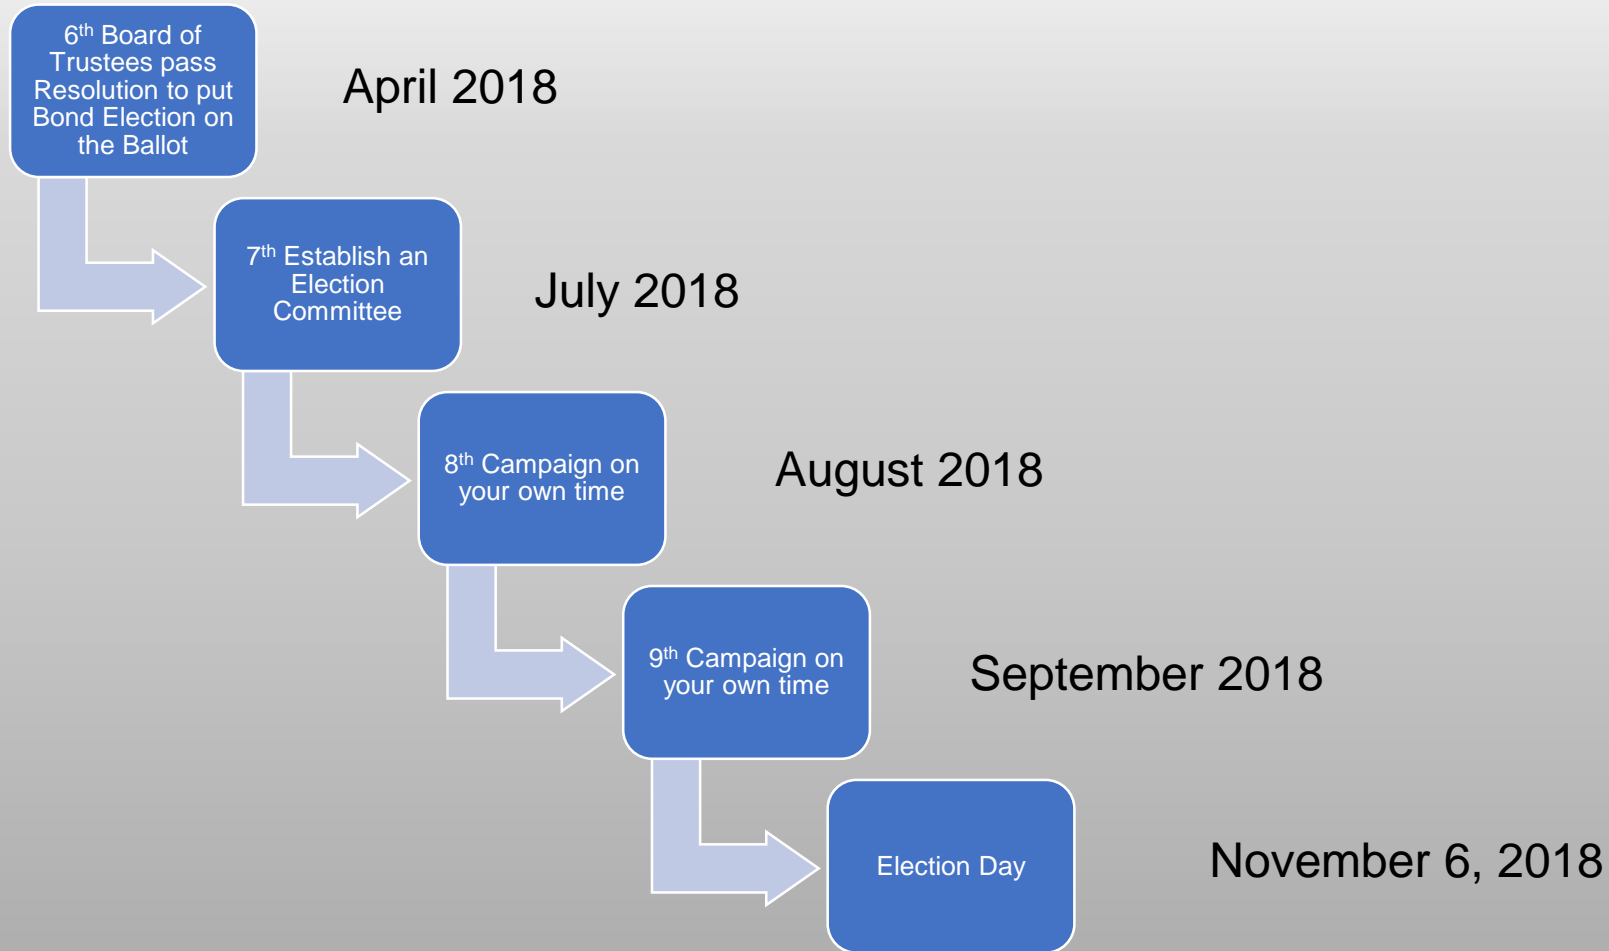 6th Board of
Trustees pass
Resolution to put
Bond Election on
the Ballot
April 2018
7th Establish an
Election
Committee
July 2018
8th Campaign on
your own time
August 2018
9th Campaign on
your own time
September 2018
Election Day
November 6, 2018